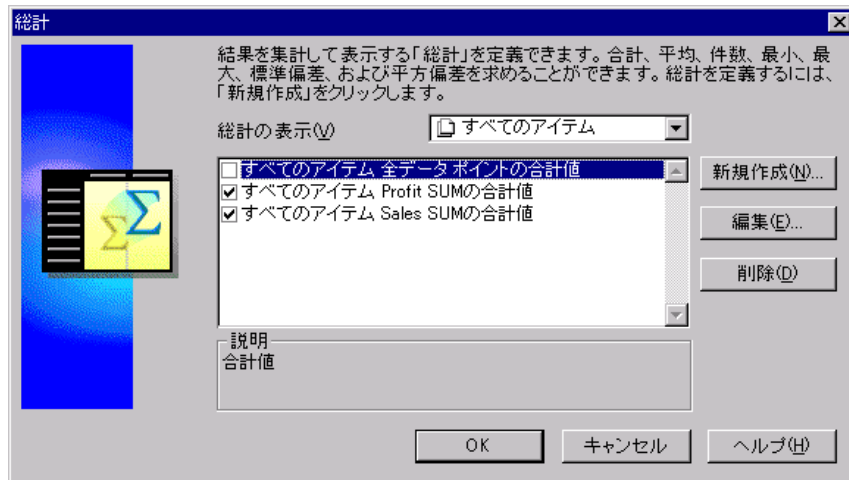 総計
結果を集計して表示する「総計」を定義できます。合計、平均、件数、最小、最
大、標準偏差、および平方偏差を求めることができます。総計を定義するには、
「新規作成」をクリックします。
総計の表示(V)
すべてのアイテム
すべてのアイテム 全データ ポイントの合計値
すべてのアイテム Profit SUMの合計値
すべてのアイテム Sales SUMの合計値
新規作成(N)...
編集(E)...
削除(D)
説明
合計値
OK
キャンセル
ヘルプ(H)